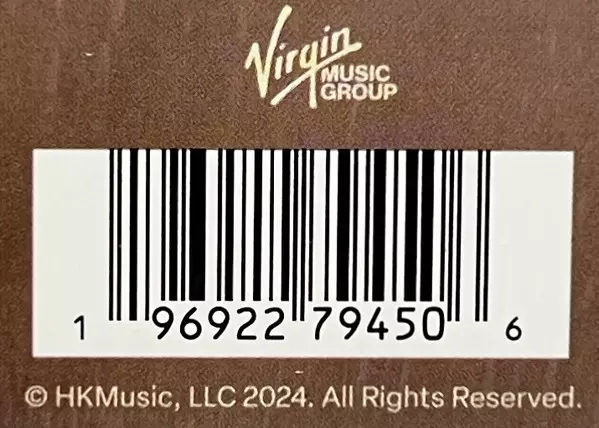 Virgin
MUSIC
GROUP
1 96922 79450 6
© HKMusic, LLC 2024. All Rights Reserved.